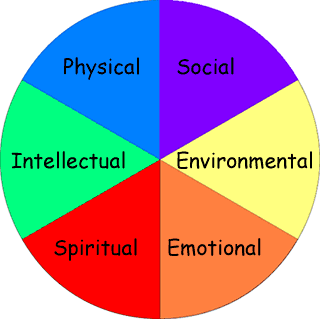 Physical
Social
Intellectual
Environmental
Spiritual
Emotional